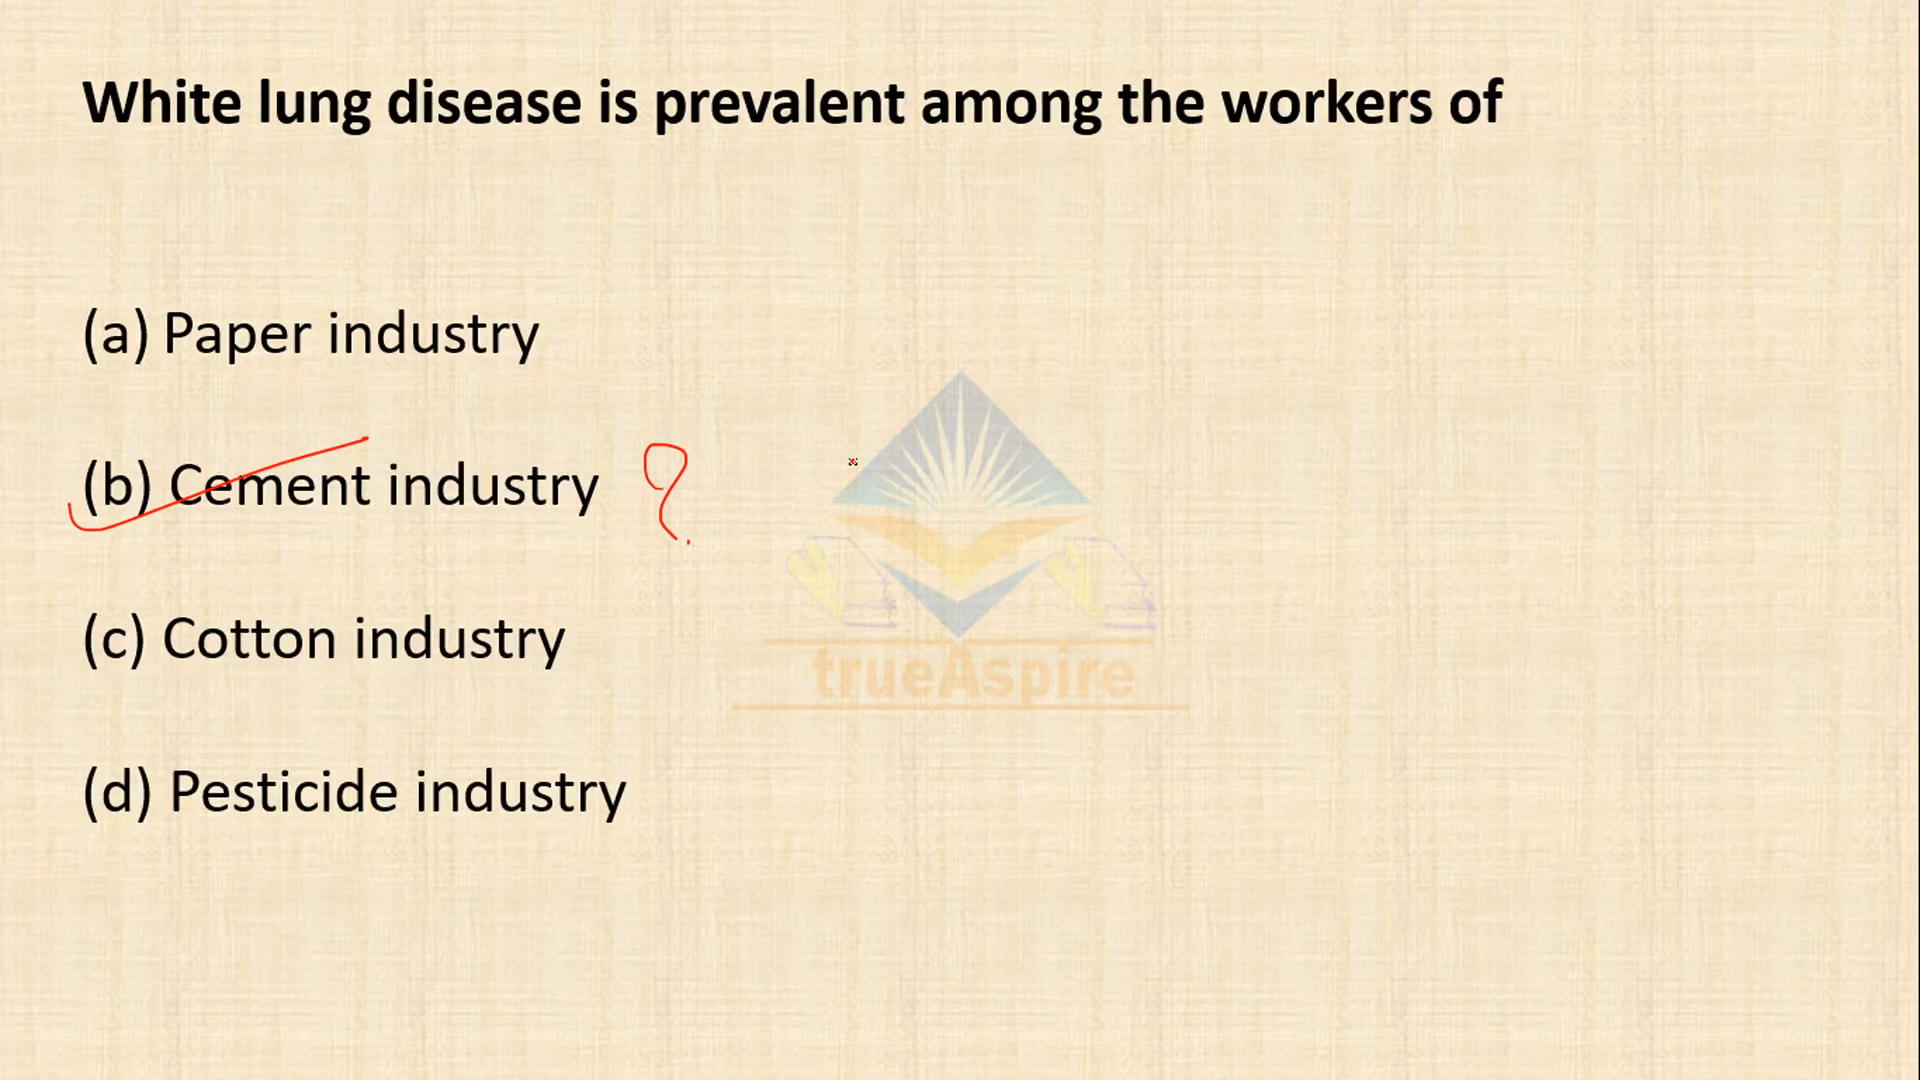 White lung disease is prevalent among the workers of
(a) Paper industry
(b) Cement industry ?
(c) Cotton industry
(d) Pesticide industry
trueAspire